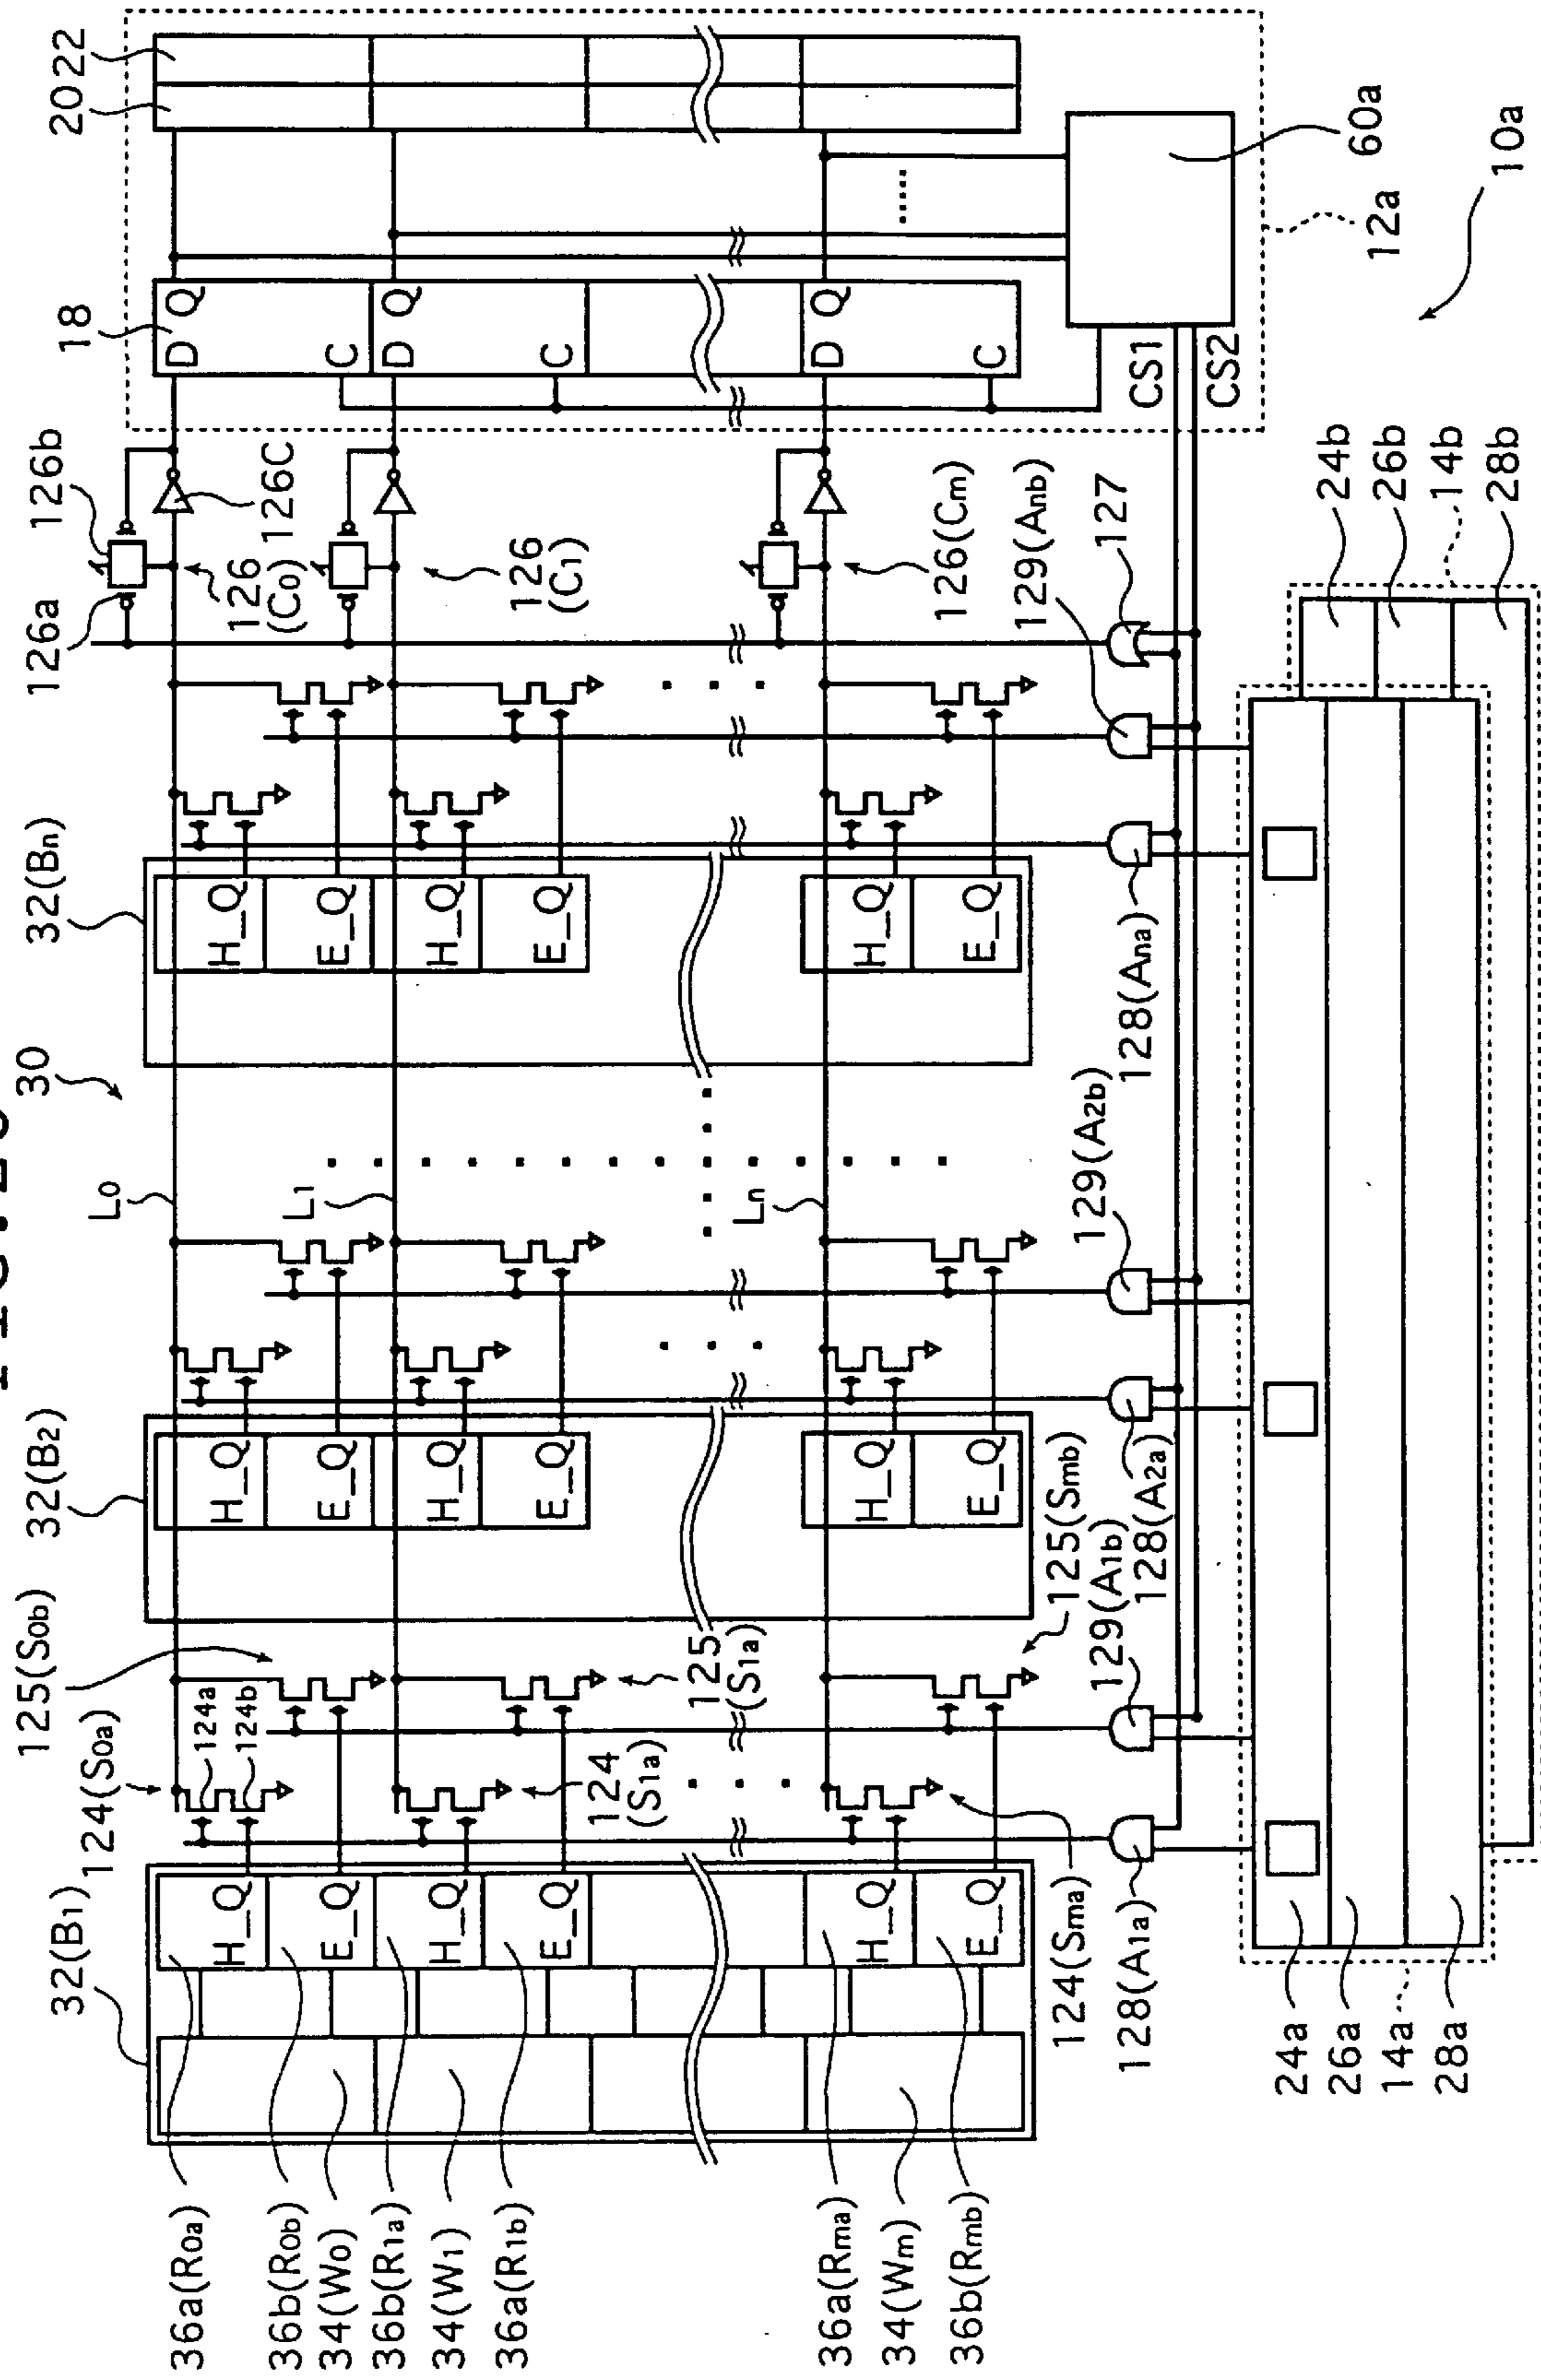 30
32(B1)
124(S0a)
125(S0b)
124a
124b
32(B2)
L0
32(Bn)
126a
126b
126
(C0)
126C
18
20
22
36a(R0a)
36b(R0b)
34(W0)
36b(R1a)
34(W1)
36a(R1b)
36a(Rma)
34(Wm)
36b(Rmb)
H_Q
E_Q
H_Q
E_Q
H_Q
E_Q
H_Q
E_Q
H_Q
E_Q
H_Q
E_Q
H_Q
E_Q
H_Q
E_Q
H_Q
E_Q
124
(S1a)
125
(S1a)
L1
Ln
126
(C1)
126(Cm)
D Q
C
D Q
C
D Q
C
124(Sma)
125(Smb)
128(A1a)
129(A1b)
128(A2a)
129(A2b)
128(Ana)
129(Anb)
127
CS1
CS2
60a
12a
10a
24a
26a
14a
28a
24b
26b
14b
28b